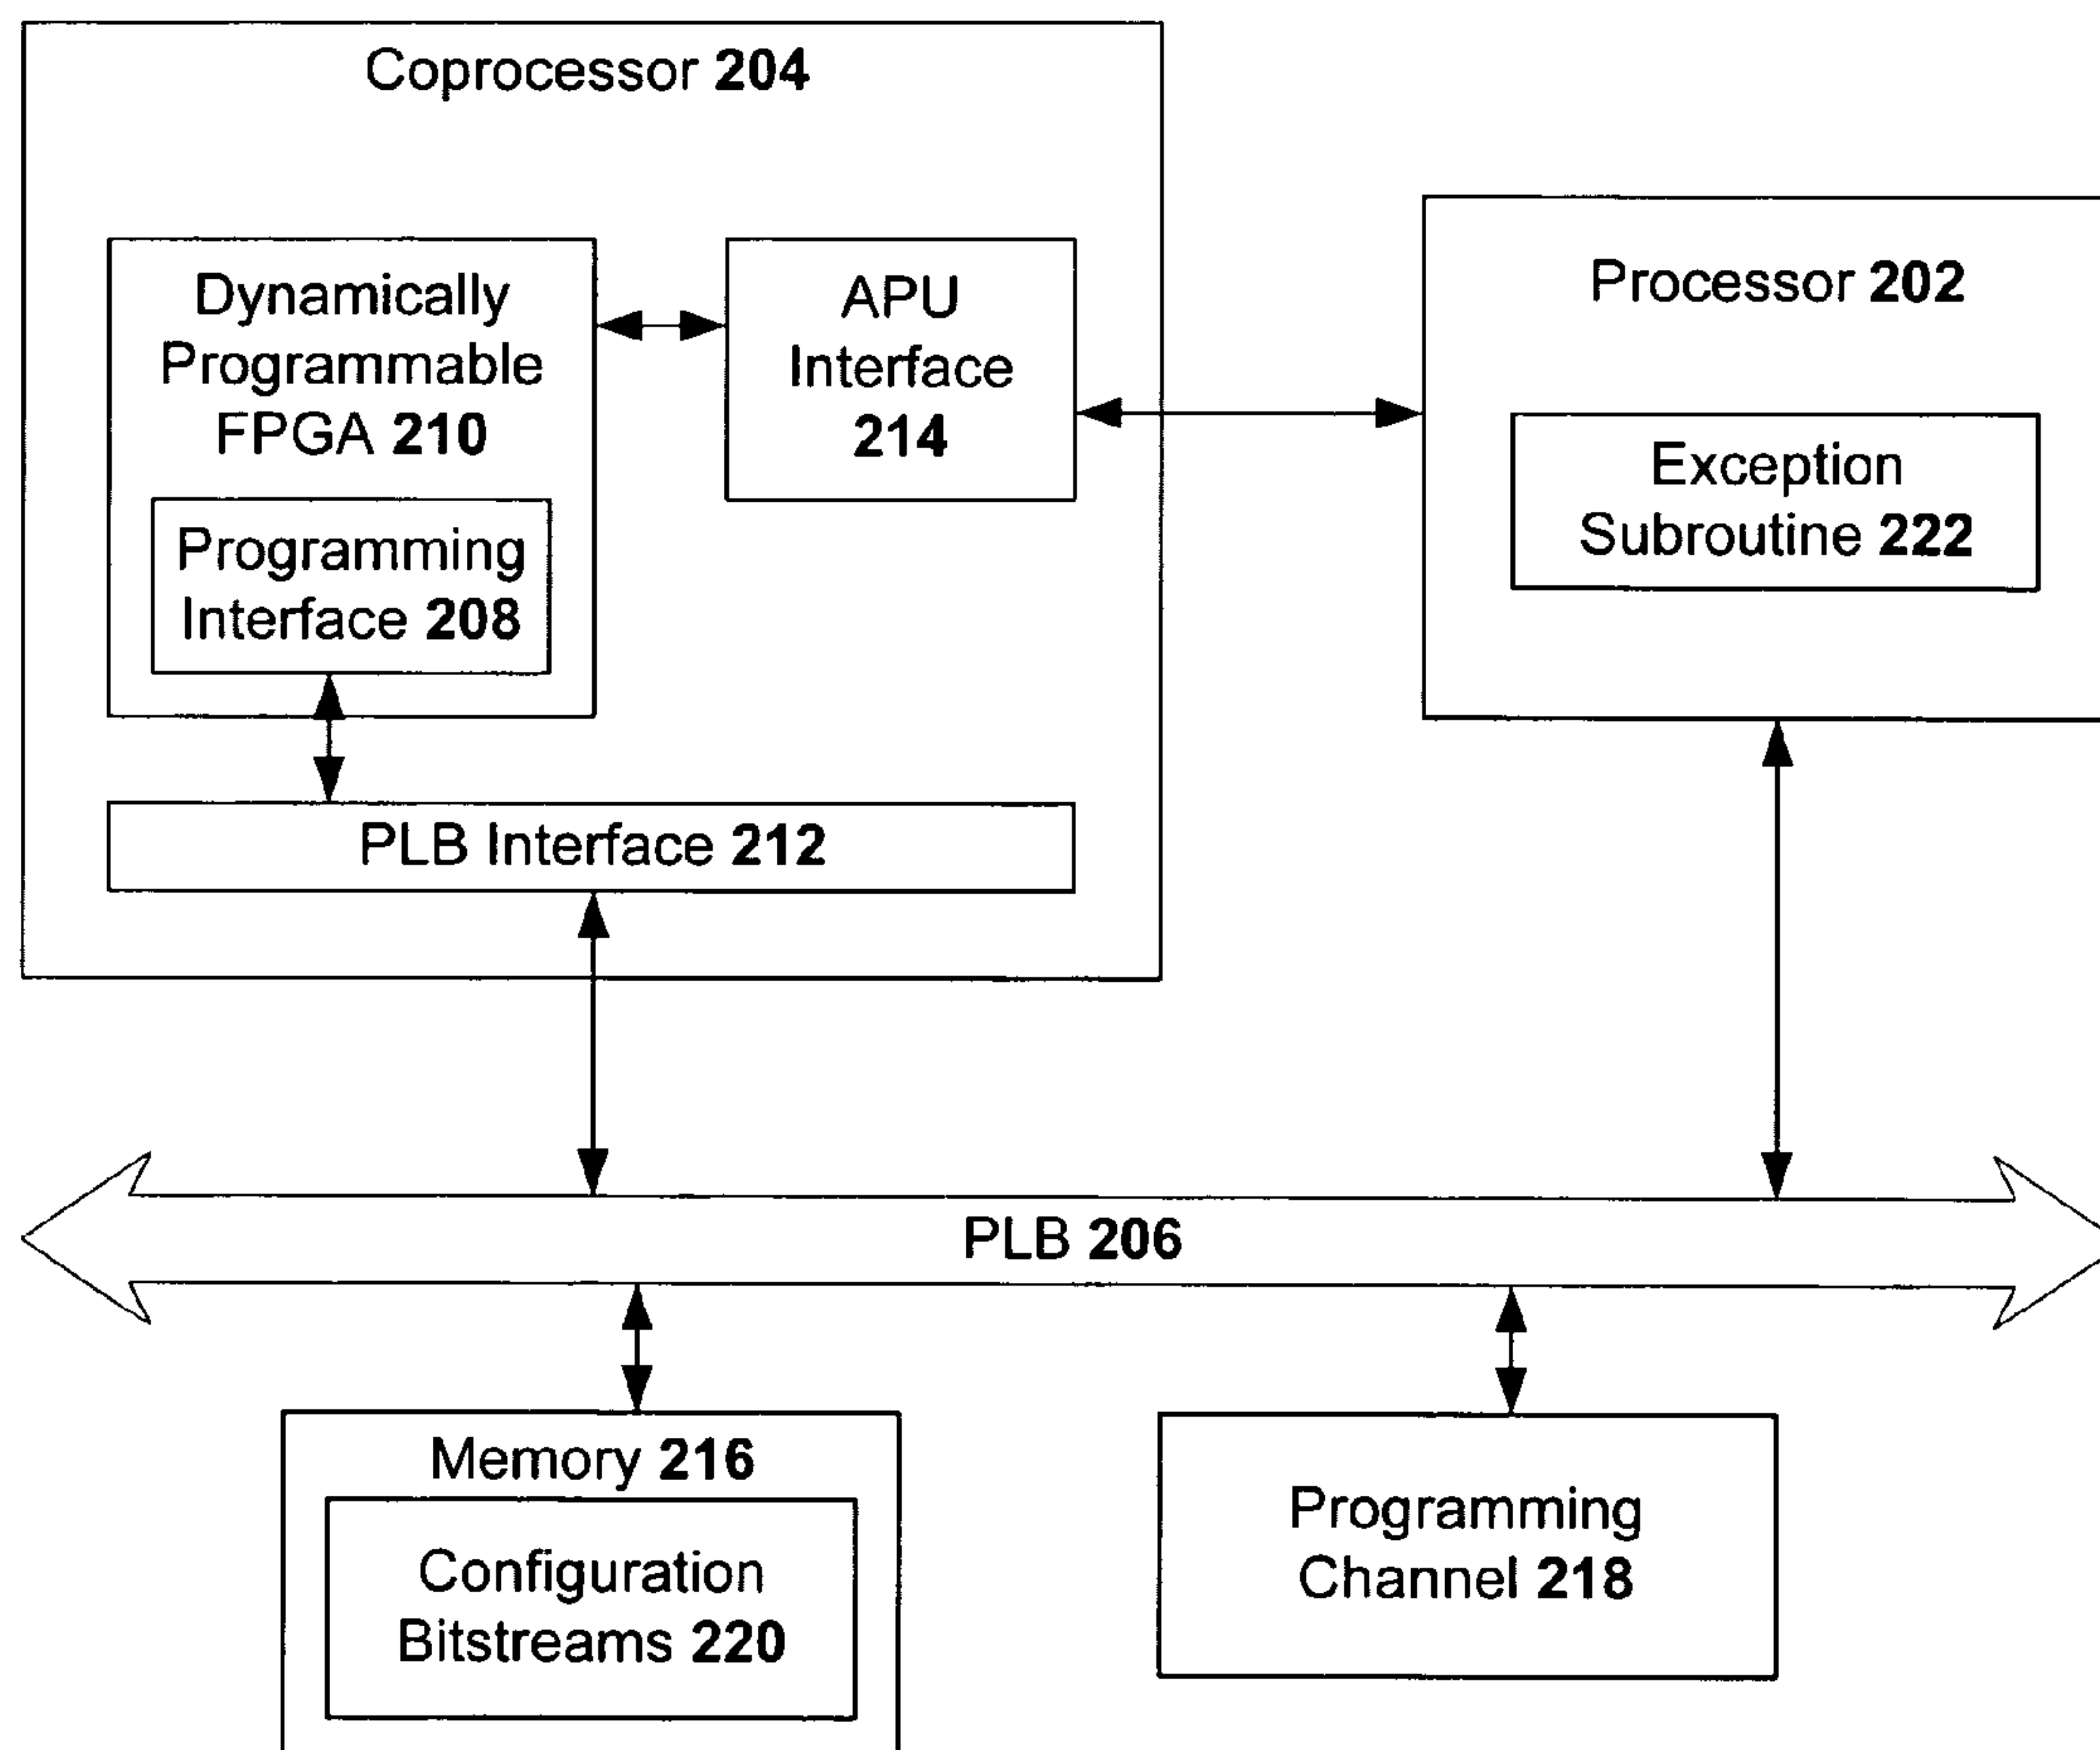 Coprocessor 204
Dynamically
Programmable
FPGA 210
Programming
Interface 208
APU
Interface
214
PLB Interface 212
Processor 202
Exception
Subroutine 222
PLB 206
Memory 216
Configuration
Bitstreams 220
Programming
Channel 218